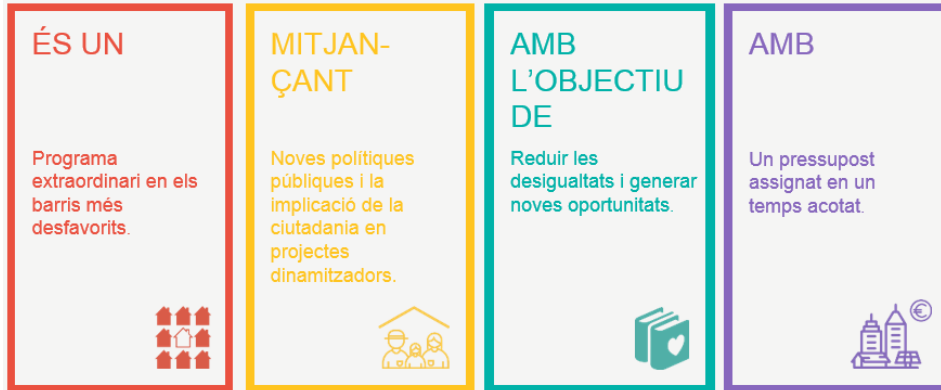 ÉS UN
Programa
extraordinari en els
barris més
desfavorits.
MITJAN-
ÇANT
Noves polítiques
públiques i la
implicació de la
ciutadania en
projectes
dinamitzadors.
AMB
L'OBJECTIU
DE
Reduir les
desigualtats i generar
noves oportunitats.
AMB
Un pressupost
assignat en un
temps acotat.
€